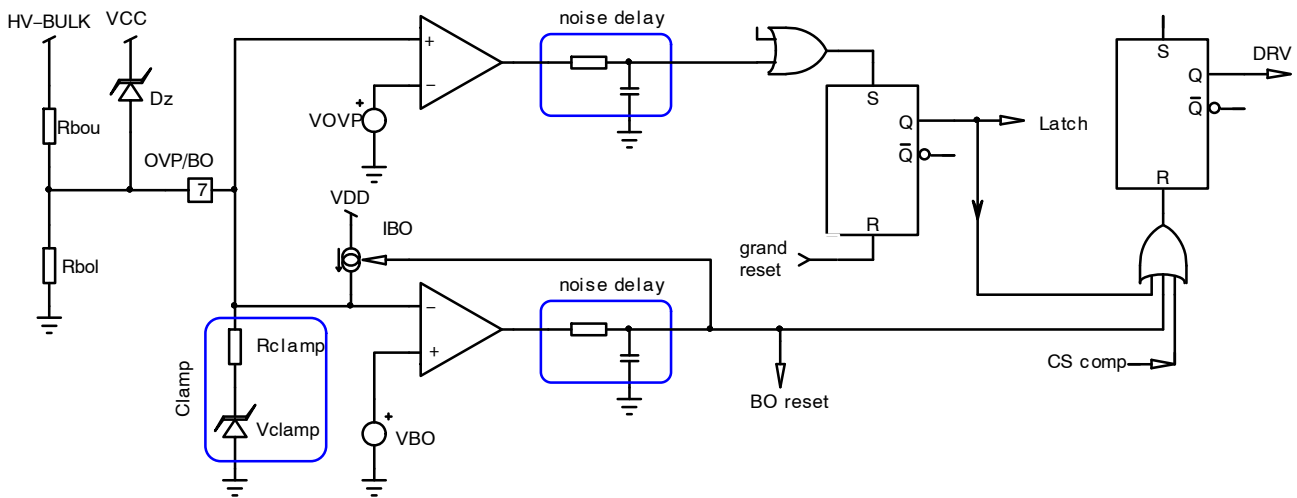 HV−BULK
VCC
noise delay
DRV
S
Q
Q
R
Dz
Rbou
VOVP
+
−
+
OVP/BO
7
S
Q
Q
R
Latch
VDD
IBO
grand
reset
Rbol
noise delay
−
+
Clamp
Rclamp
Vclamp
+
VBO
BO reset
CS comp